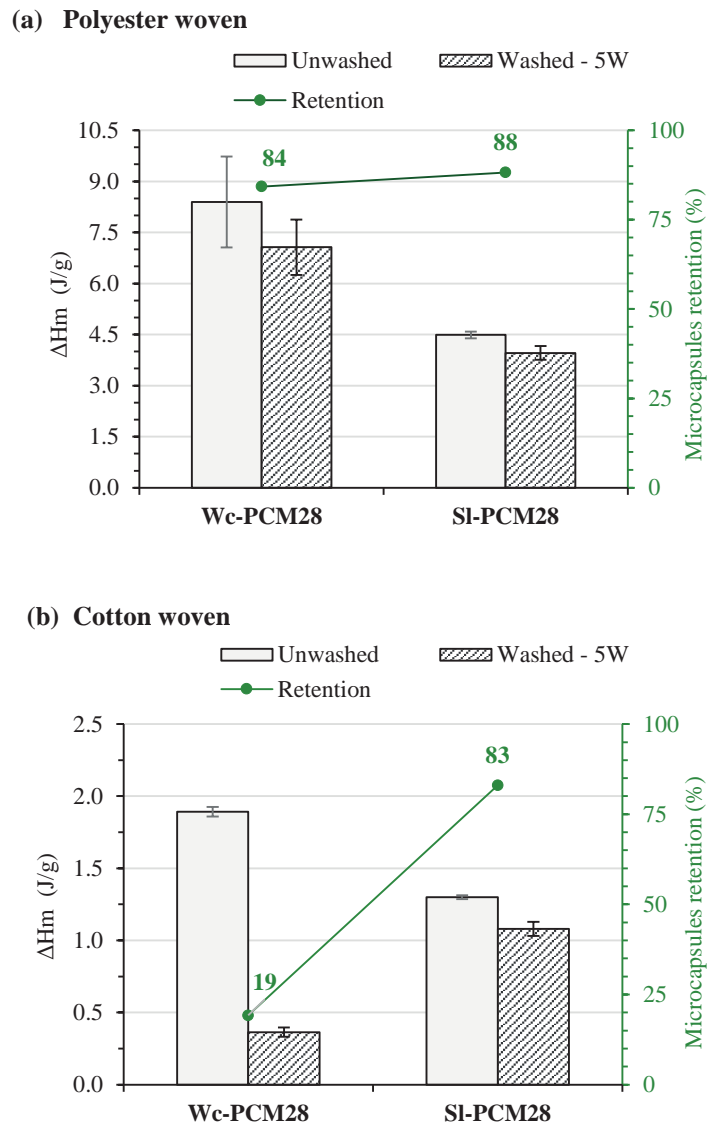 (a) Polyester woven
Unwashed
Washed - 5W
Retention
10.5
9.0
7.5
6.0
4.5
3.0
1.5
0.0
ΔHm (J/g)
84
88
100
75
50
25
0
Microcapsules retention (%)
Wc-PCM28
Sl-PCM28
(b) Cotton woven
Unwashed
Washed - 5W
Retention
2.5
2.0
1.5
1.0
0.5
0.0
ΔHm (J/g)
19
83
100
75
50
25
0
Microcapsules retention (%)
Wc-PCM28
Sl-PCM28